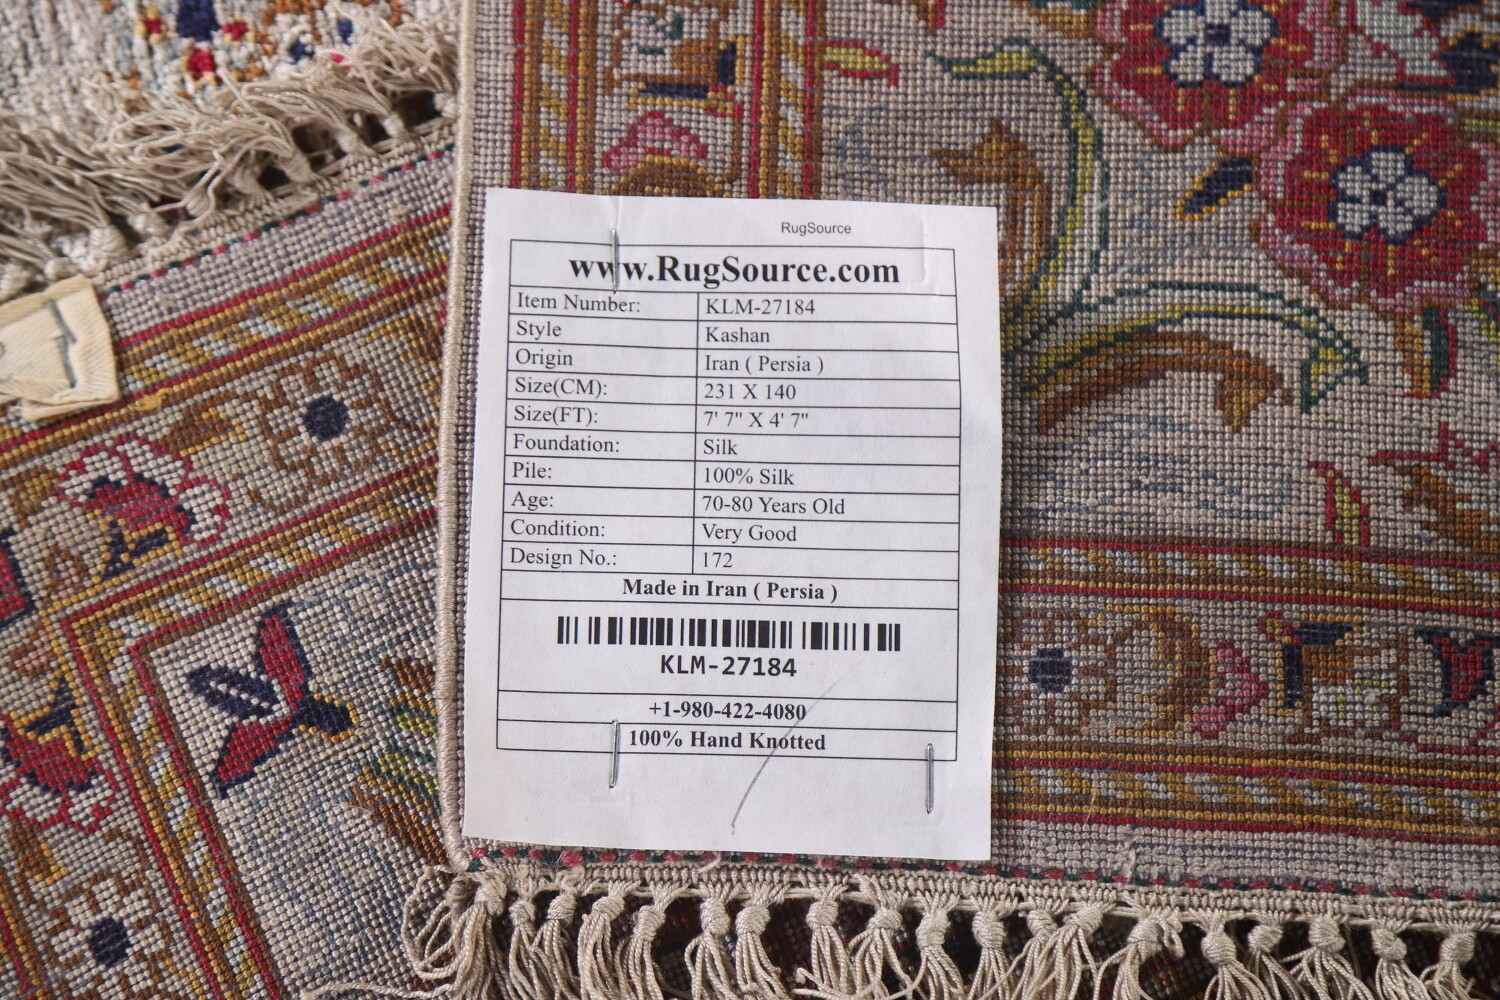 RugSource
www.RugSource.com
Item Number: KLM-27184
Style Kashan
Origin Iran ( Persia )
Size(CM): 231 X 140
Size(FT): 7' 7" X 4' 7"
Foundation: Silk
Pile: 100% Silk
Age: 70-80 Years Old
Condition: Very Good
Design No.: 172
Made in Iran ( Persia )
KLM-27184
+1-980-422-4080
100% Hand Knotted